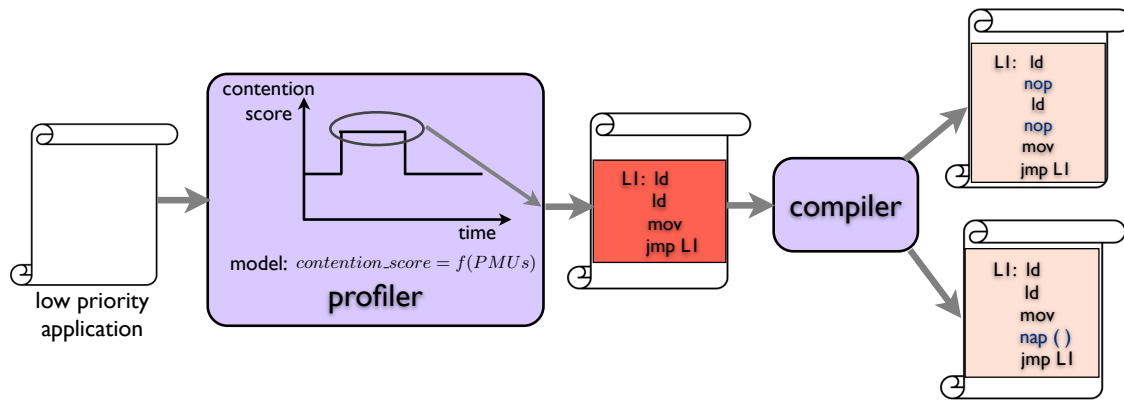 contention
score
time
model: contention_score = f(PMUs)
profiler
low priority
application
L1: ld
ld
mov
jmp L1
compiler
L1: ld
nop
ld
nop
mov
jmp L1
L1: ld
ld
mov
nap ( )
jmp L1